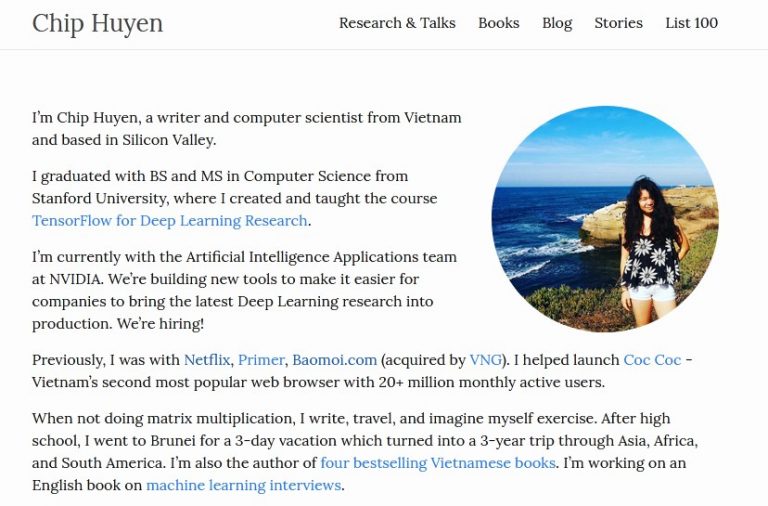 Chip Huyen
Research & Talks Books Blog Stories List 100
I’m Chip Huyen, a writer and computer scientist from Vietnam
and based in Silicon Valley.
I graduated with BS and MS in Computer Science from
Stanford University, where I created and taught the course
TensorFlow for Deep Learning Research.
I’m currently with the Artificial Intelligence Applications team
at NVIDIA. We’re building new tools to make it easier for
companies to bring the latest Deep Learning research into
production. We’re hiring!
Previously, I was with Netflix, Primer, Baomoi.com (acquired by VNG). I helped launch Coc Coc -
Vietnam’s second most popular web browser with 20+ million monthly active users.
When not doing matrix multiplication, I write, travel, and imagine myself exercise. After high
school, I went to Brunei for a 3-day vacation which turned into a 3-year trip through Asia, Africa,
and South America. I’m also the author of four bestselling Vietnamese books. I’m working on an
English book on machine learning interviews.